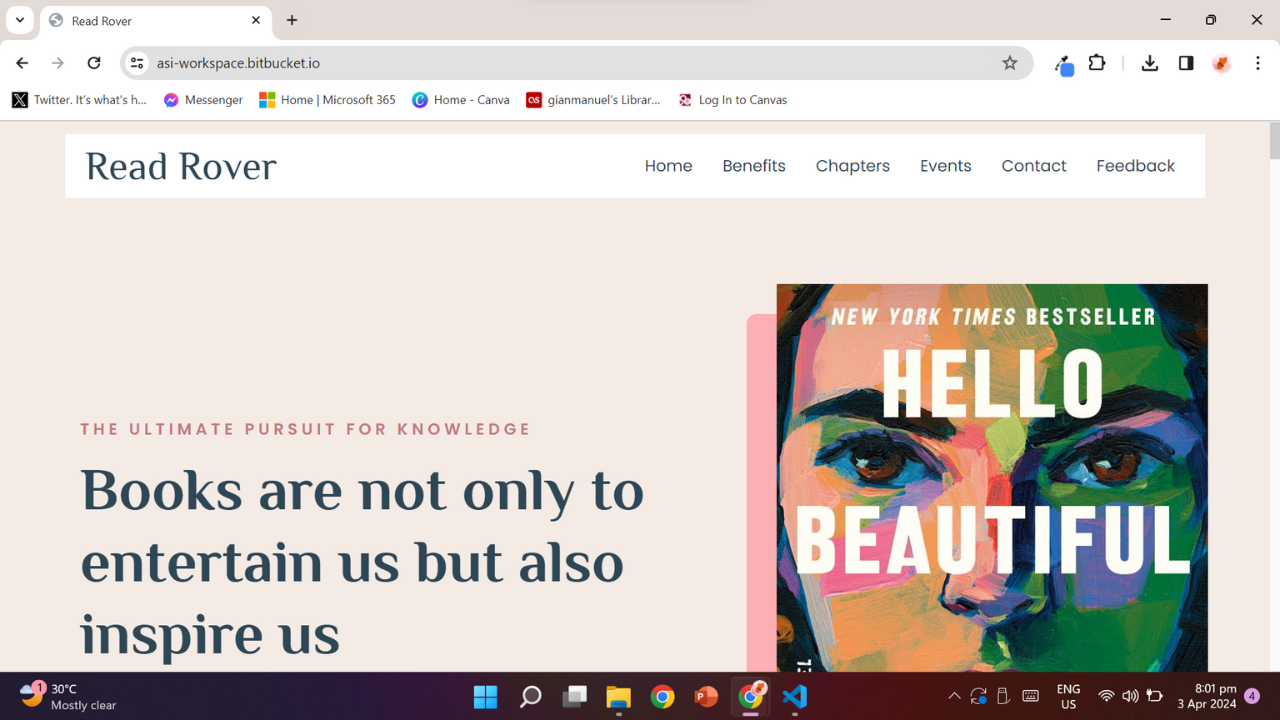 Read Rover
asi-workspace.bitbucket.io
Twitter. It's what's h...
Messenger
Home | Microsoft 365
Home - Canva
gianmanuel's Librar...
Log In to Canvas
Read Rover
Home
Benefits
Chapters
Events
Contact
Feedback
NEW YORK TIMES BESTSELLER
HELLO
BEAUTIFUL
THE ULTIMATE PURSUIT FOR KNOWLEDGE
Books are not only to
entertain us but also
inspire us
1
30°C
Mostly clear
ENG
US
8:01 pm
3 Apr 2024
4